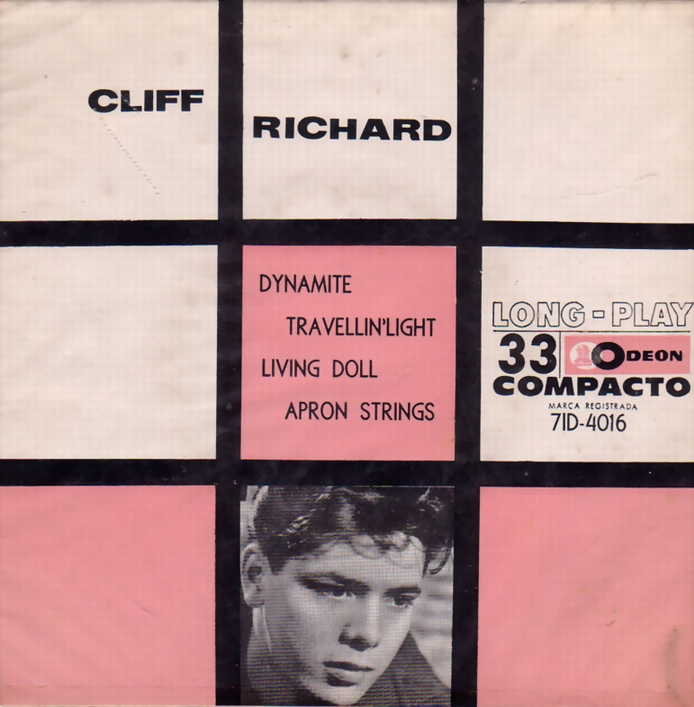 CLIFF
RICHARD
DYNAMITE
TRAVELLIN'LIGHT
LIVING DOLL
APRON STRINGS
LONG-PLAY
33 ODEON
COMPACTO
MARCA REGISTRADA
7ID-4016